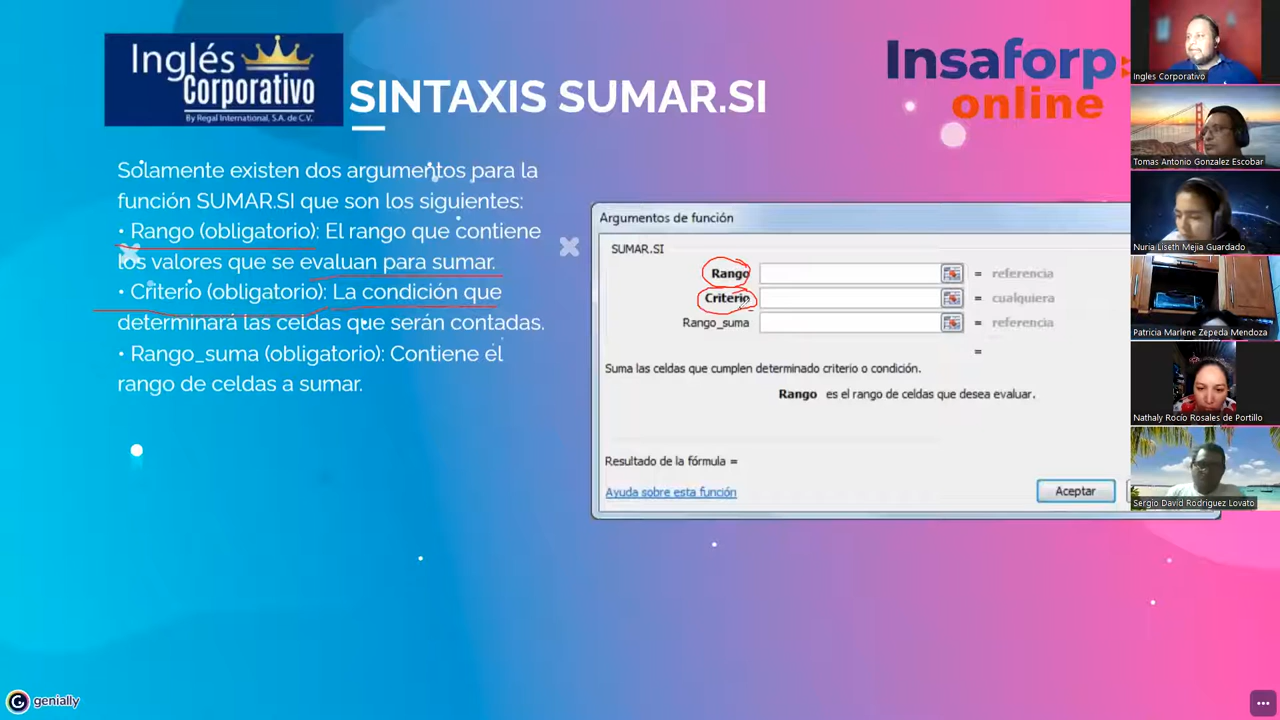 Inglés
Corporativo
By Regal International, S.A. de C.V.
SINTAXIS SUMAR.SI
Insaforp
online
Solamente existen dos argumentos para la
función SUMAR.SI que son los siguientes:
• Rango (obligatorio): El rango que contiene
los valores que se evaluan para sumar.
• Criterio (obligatorio): La condición que
determinará las celdas que serán contadas.
• Rango_suma (obligatorio): Contiene el
rango de celdas a sumar.
Argumentos de función
SUMAR.SI
Rango = referencia
Criterio = cualquiera
Rango_suma = referencia
=
Suma las celdas que cumplen determinado criterio o condición.
Rango es el rango de celdas que desea evaluar.
Resultado de la fórmula =
Ayuda sobre esta función
Aceptar
Ingles Corporativo
Tomas Antonio Gonzalez Escobar
Nuria Liseth Mejia Guardado
Patricia Marlene Zepeda Mendoza
Nathaly Rocío Rosales de Portillo
Sergio David Rodriguez Lovato
genially